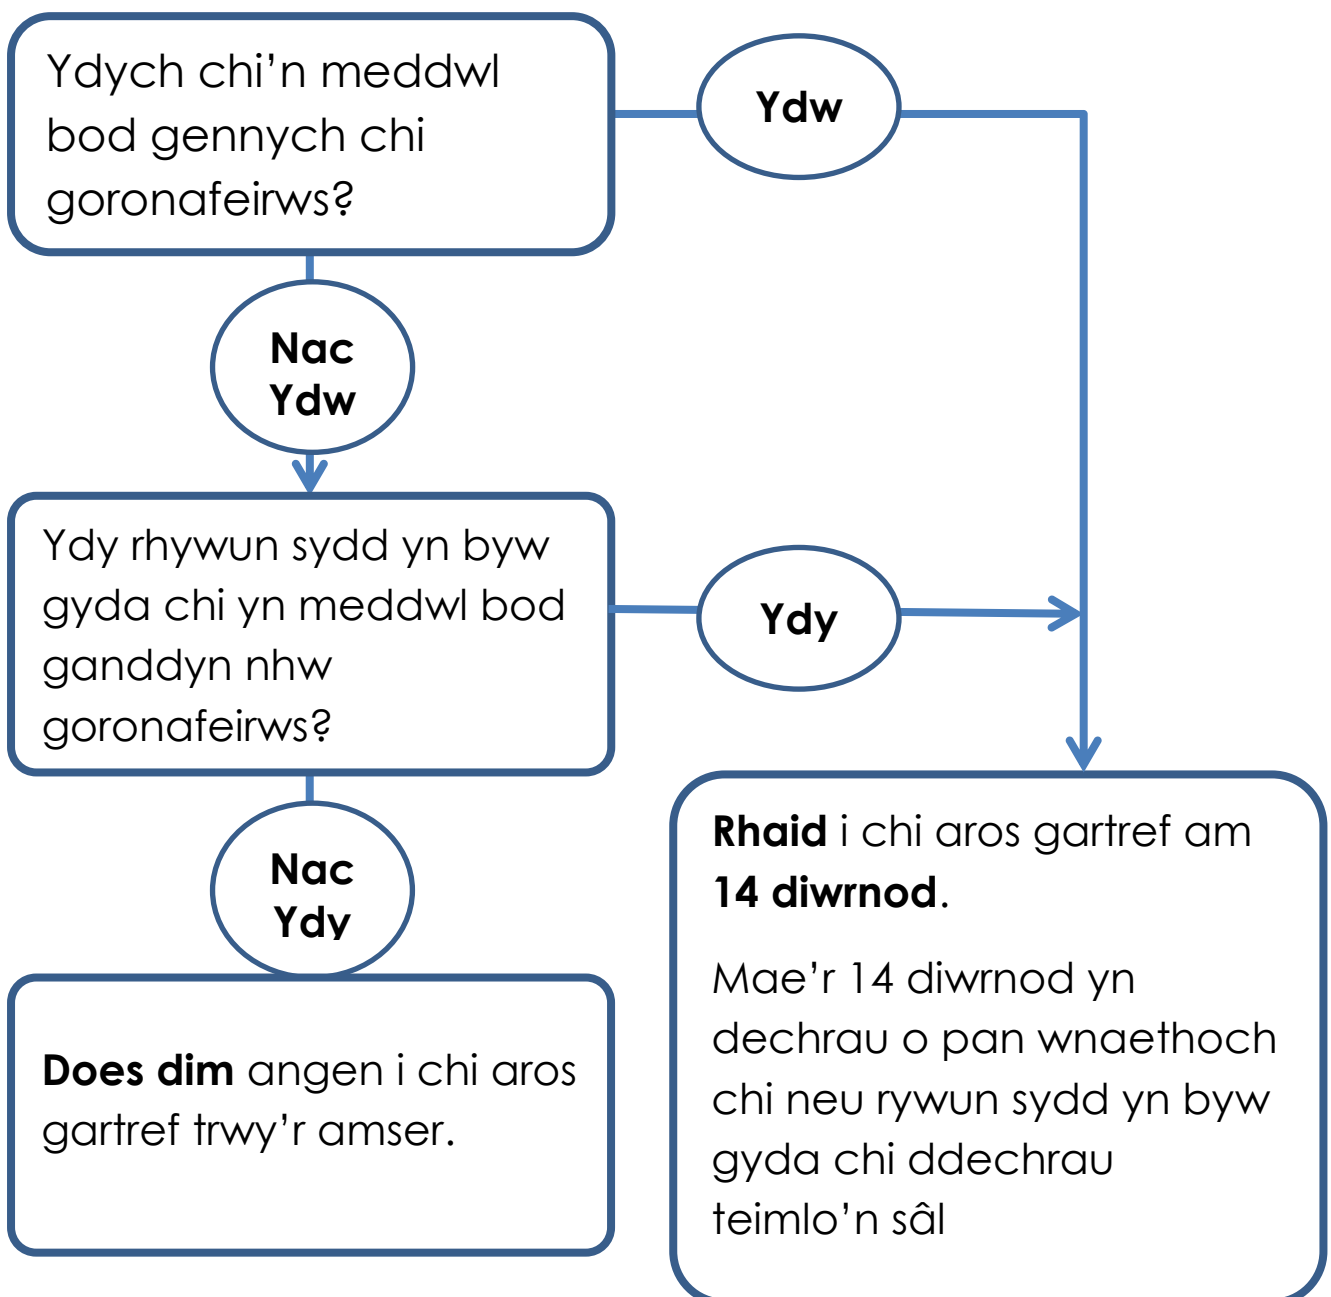 Ydych chi’n meddwl
bod gennych chi
goronafeirws?
Ydw
Nac
Ydw
Ydy rhywun sydd yn byw
gyda chi yn meddwl bod
ganddyn nhw
goronafeirws?
Ydy
Nac
Ydy
Does dim angen i chi aros
gartref trwy’r amser.
Rhaid i chi aros gartref am
14 diwrnod.
Mae’r 14 diwrnod yn
dechrau o pan wnaethoch
chi neu rywun sydd yn byw
gyda chi ddechrau
teimlo’n sâl